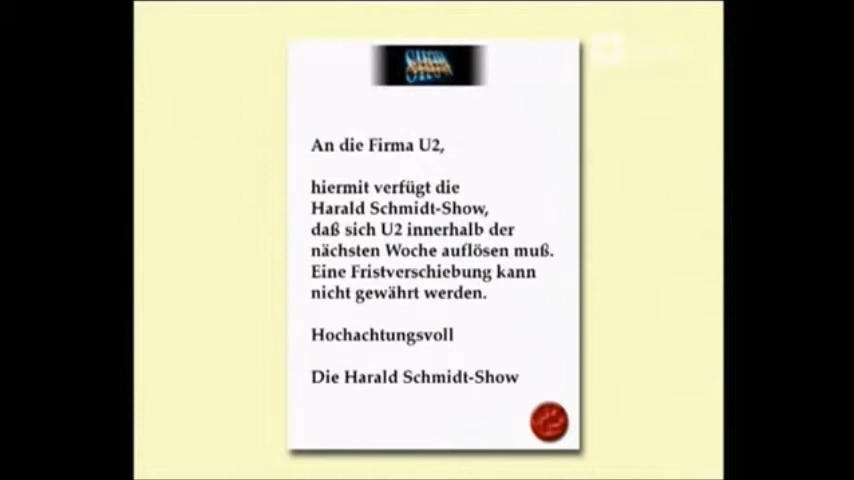 SHOW
An die Firma U2,
hiermit verfügt die
Harald Schmidt-Show,
daß sich U2 innerhalb der
nächsten Woche auflösen muß.
Eine Fristverschiebung kann
nicht gewährt werden.
Hochachtungsvoll
Die Harald Schmidt-Show